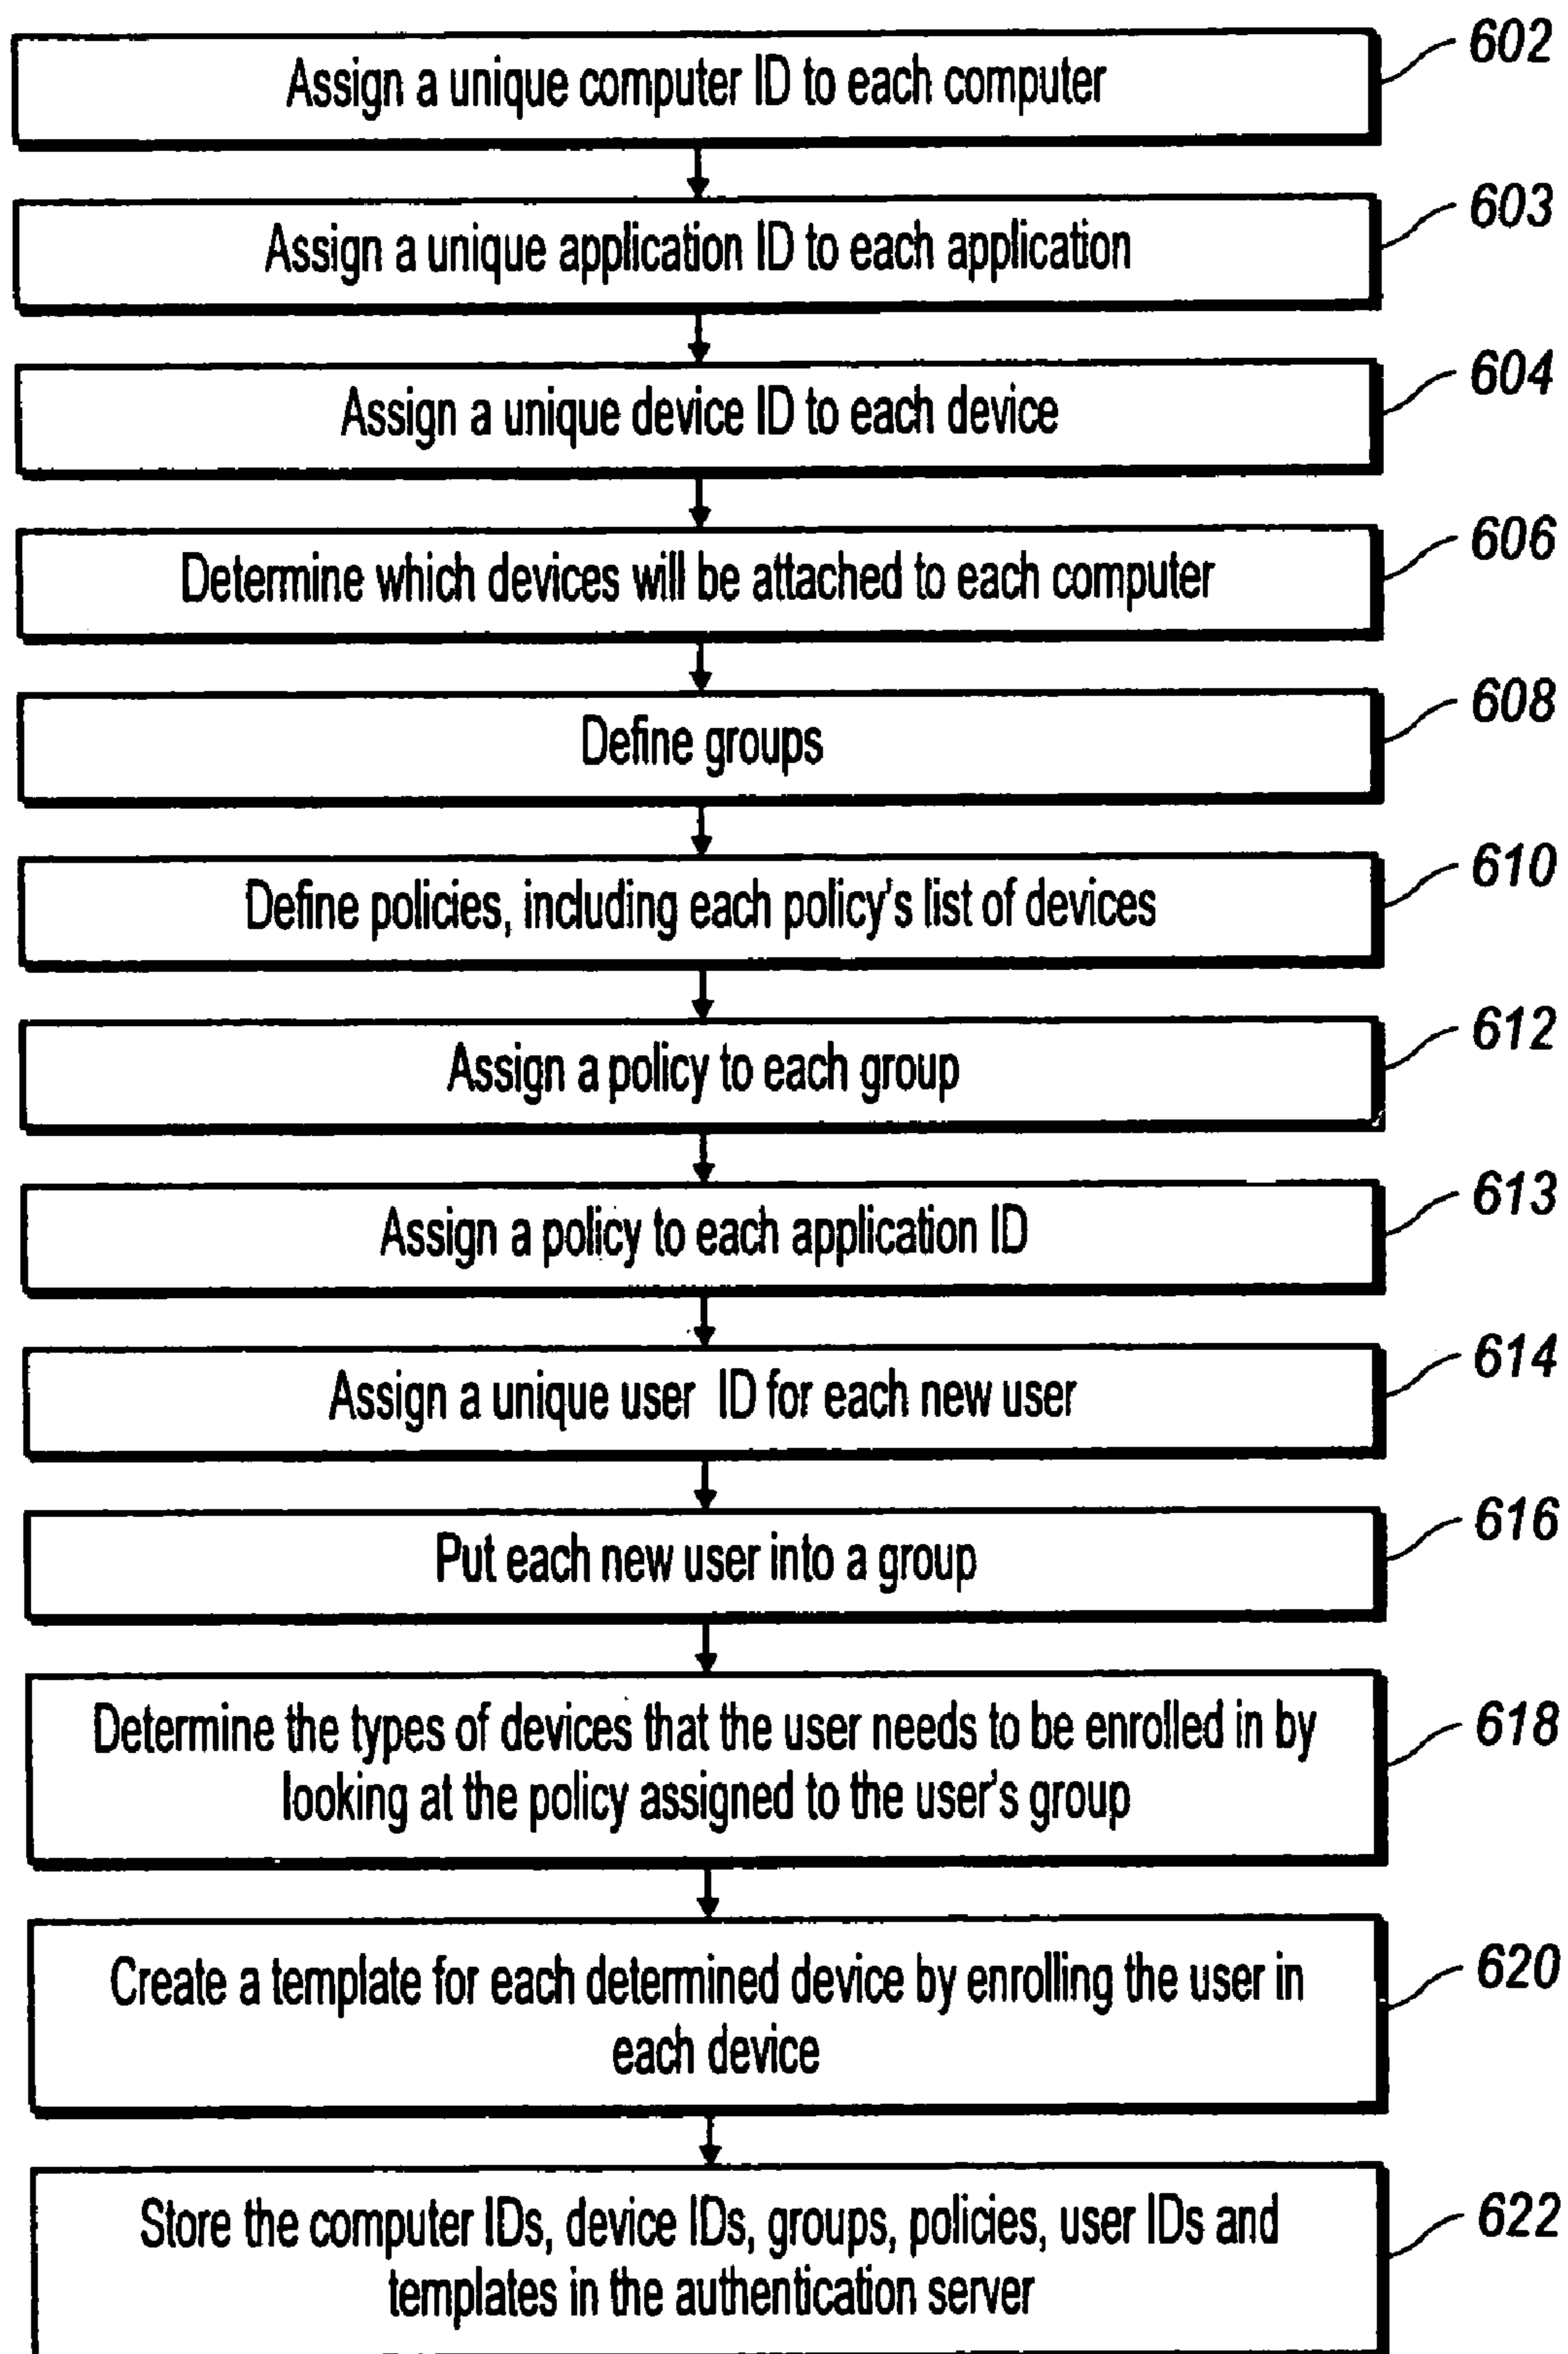 Assign a unique computer ID to each computer
602
Assign a unique application ID to each application
603
Assign a unique device ID to each device
604
Determine which devices will be attached to each computer
606
Define groups
608
Define policies, including each policy's list of devices
610
Assign a policy to each group
612
Assign a policy to each application ID
613
Assign a unique user ID for each new user
614
Put each new user into a group
616
Determine the types of devices that the user needs to be enrolled in by
looking at the policy assigned to the user's group
618
Create a template for each determined device by enrolling the user in
each device
620
Store the computer IDs, device IDs, groups, policies, user IDs and
templates in the authentication server
622